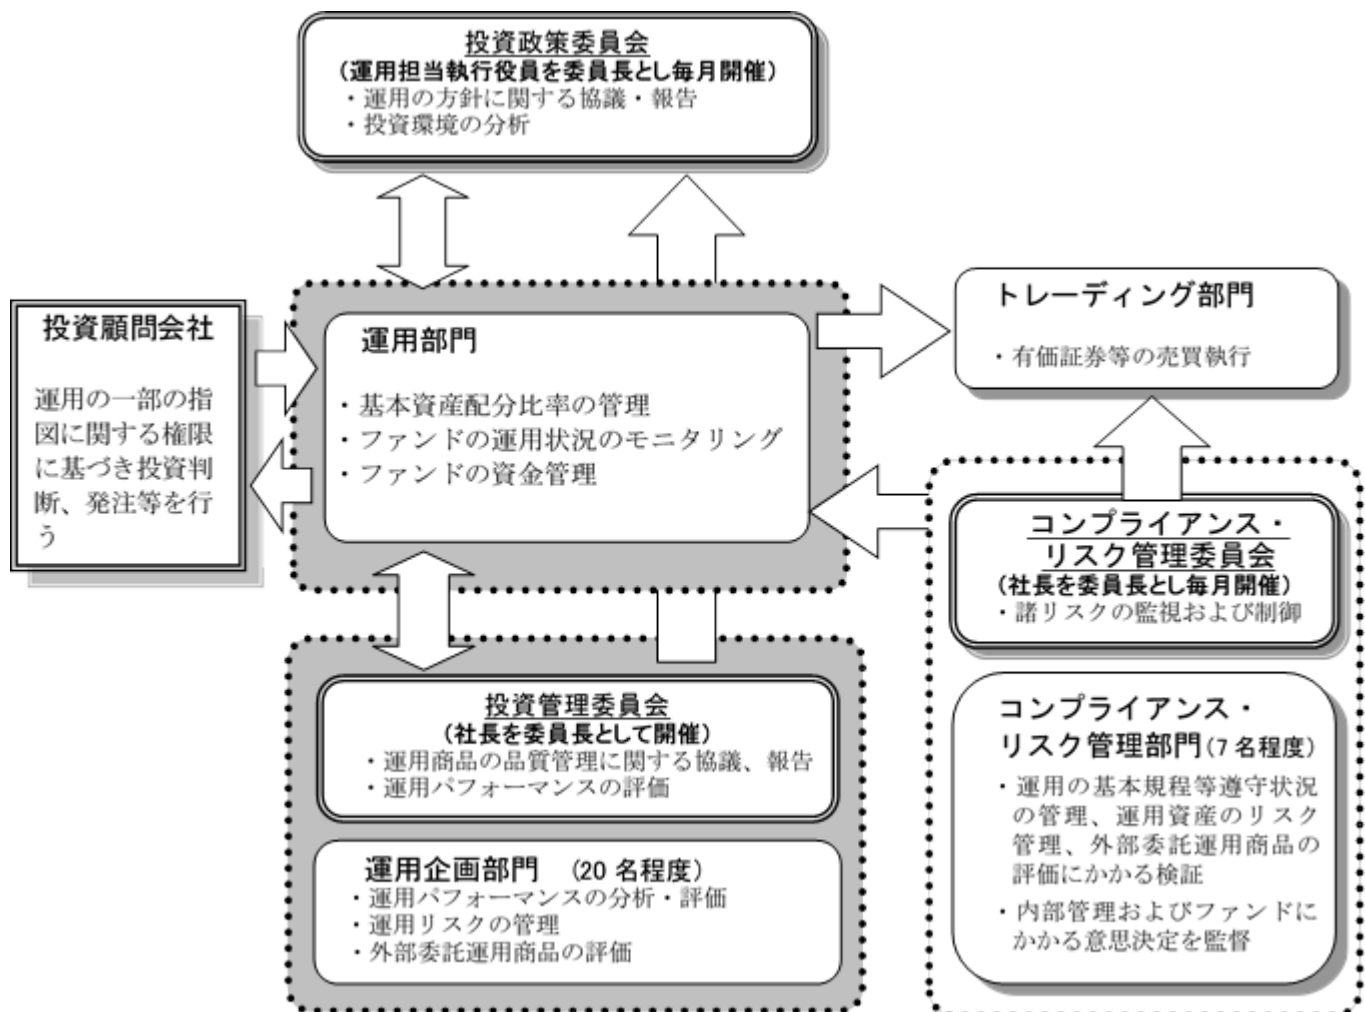 投資政策委員会
(運用担当執行役員を委員長とし毎月開催)
・運用の方針に関する協議・報告
・投資環境の分析
投資顧問会社
運用の一部の指
図に関する権限
に基づき投資判
断、発注等を行
う
運用部門
・基本資産配分比率の管理
・ファンドの運用状況のモニタリング
・ファンドの資金管理
トレーディング部門
・有価証券等の売買執行
コンプライアンス・
リスク管理委員会
(社長を委員長とし毎月開催)
・諸リスクの監視および制御
コンプライアンス・
リスク管理部門(7名程度)
・運用の基本規程等遵守状況
の管理、運用資産のリスク
管理、外部委託運用商品の
評価にかかる検証
・内部管理およびファンドに
かかる意思決定を監督
投資管理委員会
(社長を委員長として開催)
・運用商品の品質管理に関する協議、報告
・運用パフォーマンスの評価
運用企画部門 (20名程度)
・運用パフォーマンスの分析・評価
・運用リスクの管理
・外部委託運用商品の評価